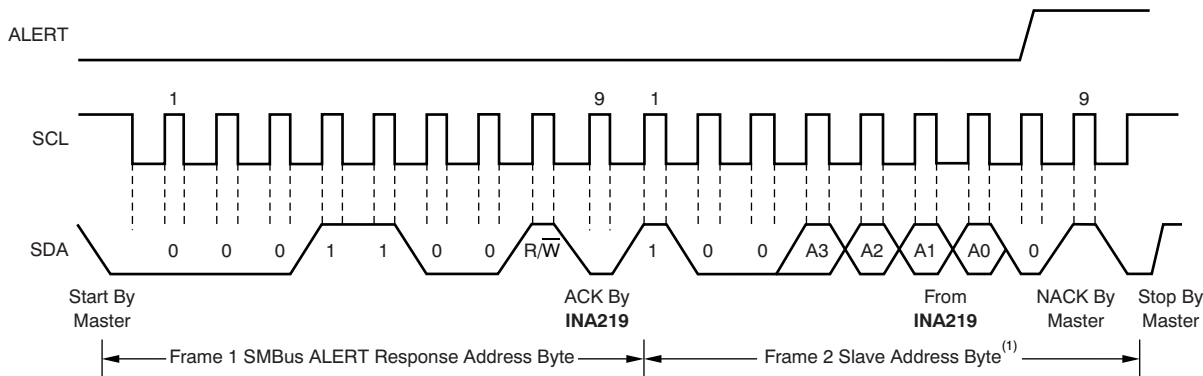 ALERT
1 9 1 9
SCL
SDA
0 0 0 1 1 0 0 R/W 1 0 0 A3 A2 A1 A0 0
Start By Master
ACK By INA219
From INA219
NACK By Master
Stop By Master
Frame 1 SMBus ALERT Response Address Byte
Frame 2 Slave Address Byte(1)